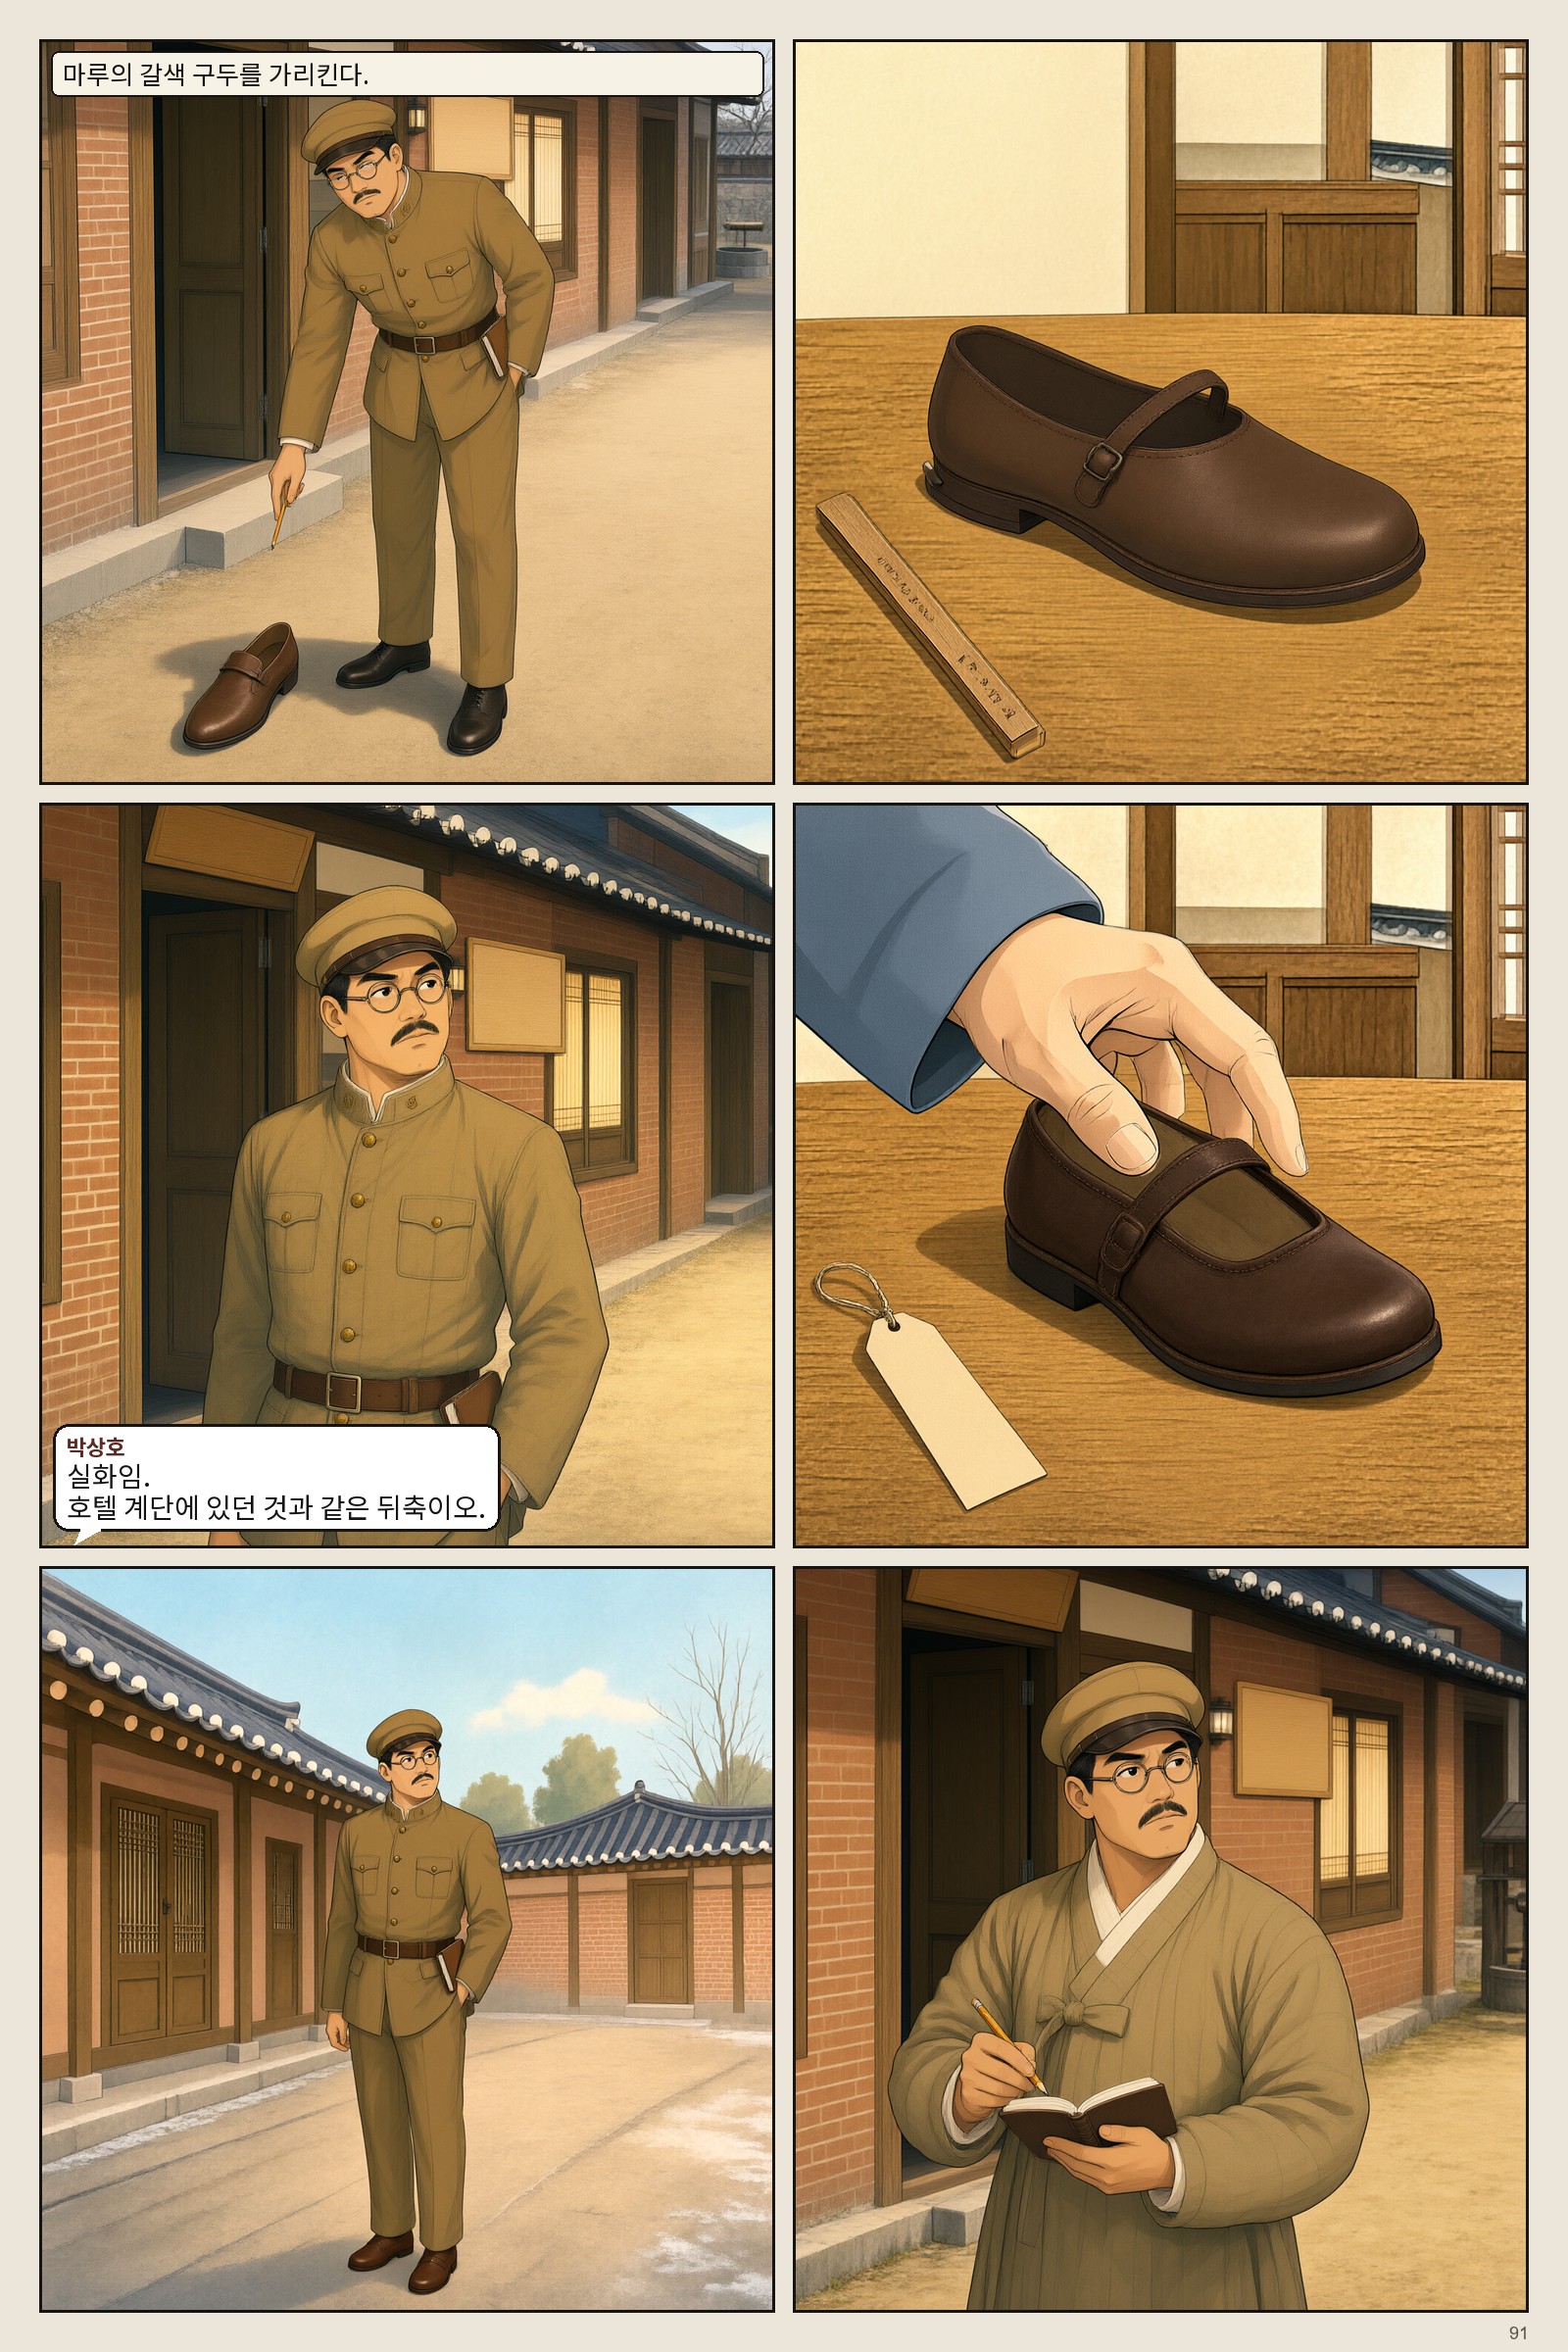 마루의 갈색 구두를 가리킨다.
박상호
실화임.
호텔 계단에 있던 것과 같은 뒤축이오.
91